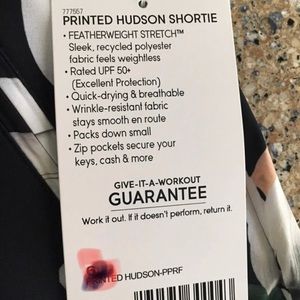 777557
PRINTED HUDSON SHORTIE
• FEATHERWEIGHT STRETCH™
Sleek, recycled polyester
fabric feels weightless
• Rated UPF 50+
(Excellent Protection)
• Quick-drying & breathable
• Wrinkle-resistant fabric
stays smooth en route
• Packs down small
• Zip pockets secure your
keys, cash & more
GIVE-IT-A-WORKOUT
GUARANTEE
Work it out. If it doesn't perform, return it.
PRINTED HUDSON-PPRF